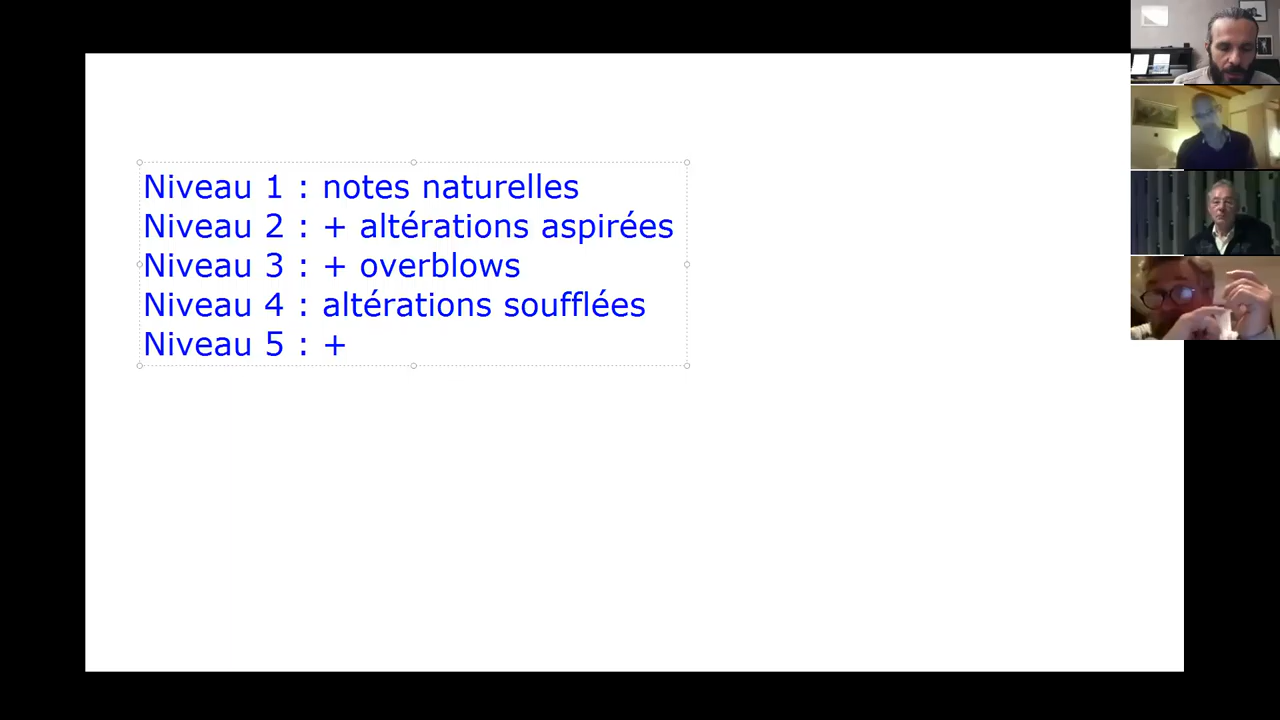 Niveau 1 : notes naturelles
Niveau 2 : + altérations aspirées
Niveau 3 : + overblows
Niveau 4 : altérations soufflées
Niveau 5 : +